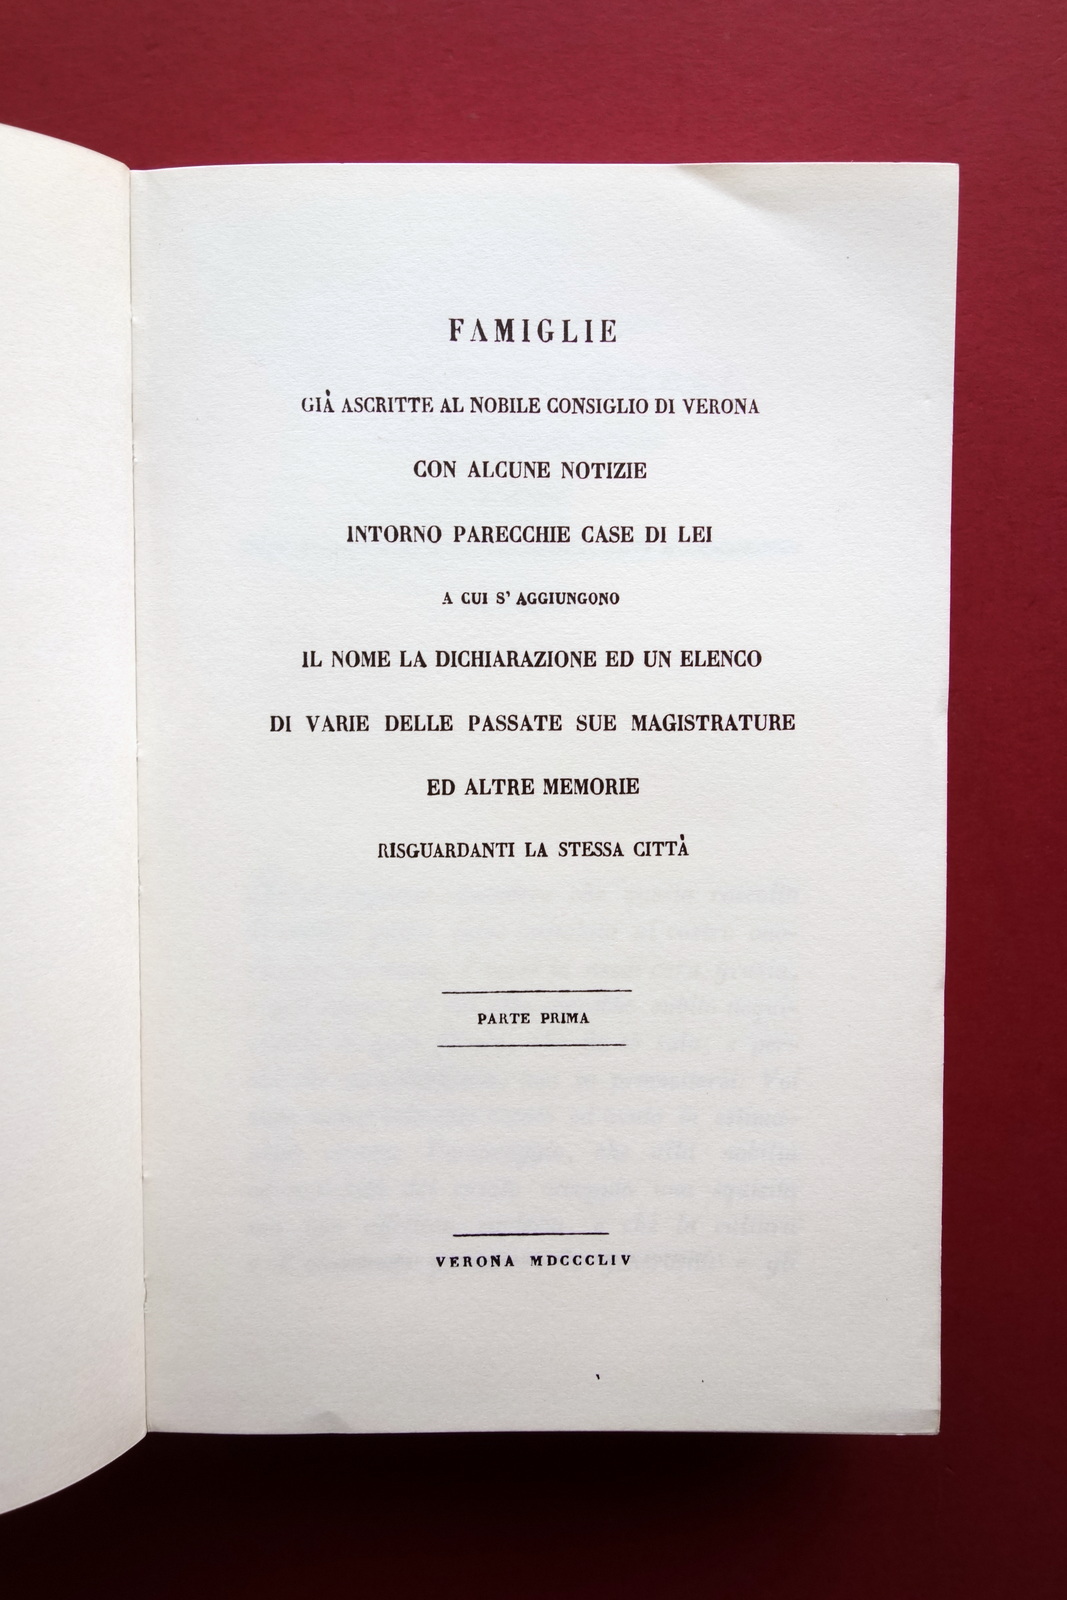 FAMIGLIE
GIÀ ASCRITTE AL NOBILE CONSIGLIO DI VERONA
CON ALCUNE NOTIZIE
INTORNO PARECCHIE CASE DI LEI
A CUI S' AGGIUNGONO
IL NOME LA DICHIARAZIONE ED UN ELENCO
DI VARIE DELLE PASSATE SUE MAGISTRATURE
ED ALTRE MEMORIE
RISGUARDANTI LA STESSA CITTÀ
PARTE PRIMA
VERONA MDCCCLIV